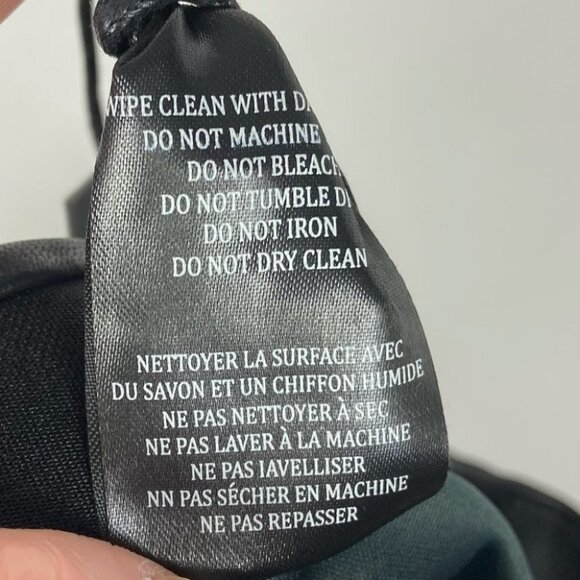 WIPE CLEAN WITH
DO NOT MACHINE
DO NOT BLEACH
DO NOT TUMBLE
DO NOT IRON
DO NOT DRY CLEAN
NETTOYER LA SURFACE AVEC
DU SAVON ET UN CHIFFON HUMIDE
NE PAS NETTOYER À SEC
NE PAS LAVER À LA MACHINE
NE PAS IAVELLISER
NN PAS SÉCHER EN MACHINE
NE PAS REPASSER